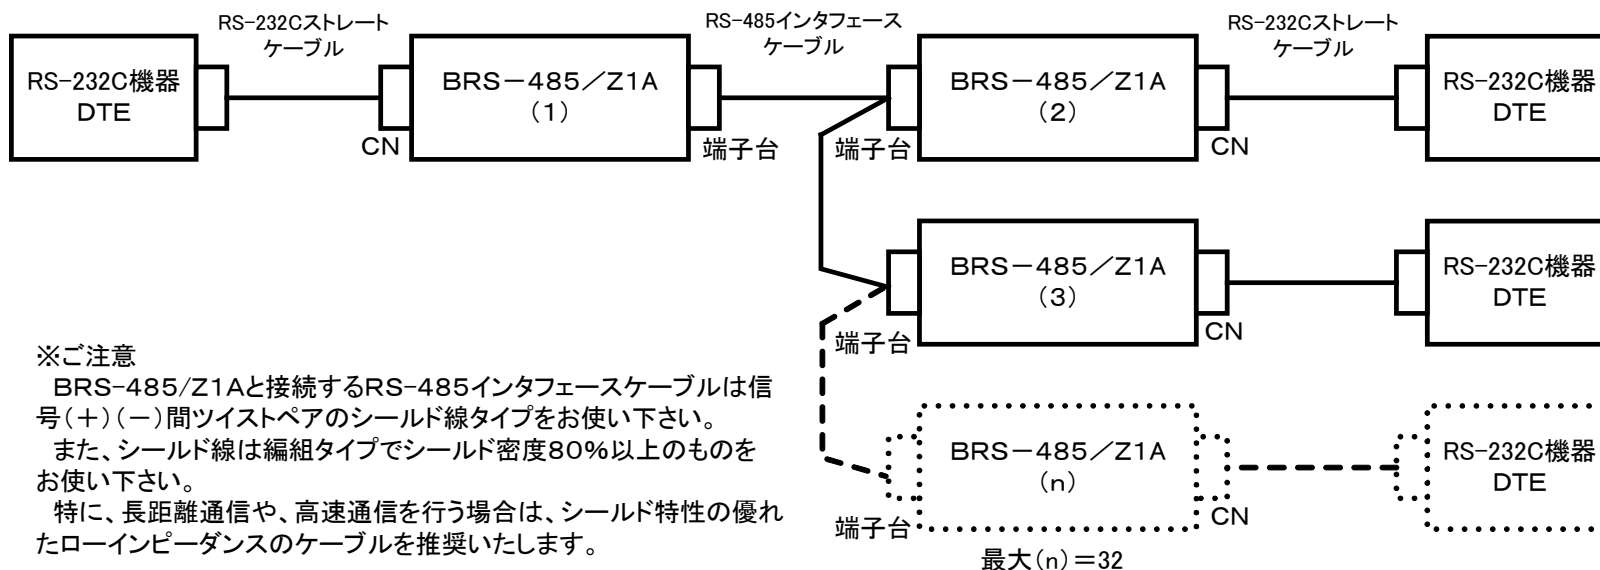 RS-232Cストレート
ケーブル
RS-485インタフェース
ケーブル
RS-232Cストレート
ケーブル
RS-232C機器
DTE
CN
BRS-485/Z1A
(1)
端子台
端子台
BRS-485/Z1A
(2)
CN
RS-232C機器
DTE
端子台
BRS-485/Z1A
(3)
CN
RS-232C機器
DTE
端子台
BRS-485/Z1A
(n)
CN
RS-232C機器
DTE
最大(n)=32
※ご注意
BRS-485/Z1Aと接続するRS-485インタフェースケーブルは信
号(+)(-)間ツイストペアのシールド線タイプをお使い下さい。
また、シールド線は編組タイプでシールド密度80%以上のものを
お使い下さい。
特に、長距離通信や、高速通信を行う場合は、シールド特性の優れ
たローインピーダンスのケーブルを推奨いたします。